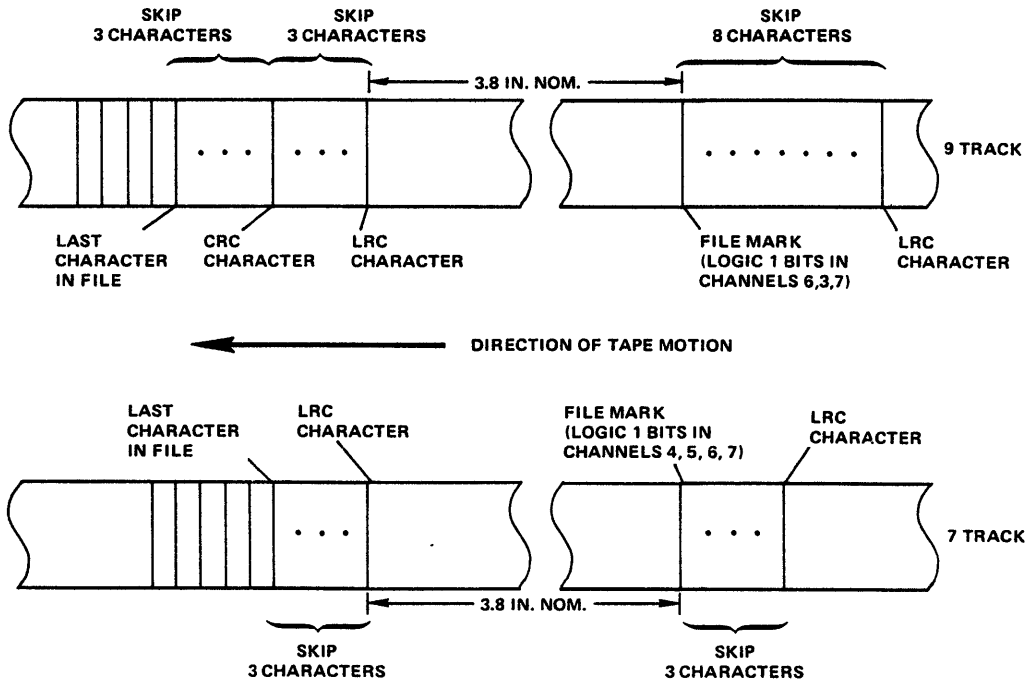 SKIP
3 CHARACTERS
SKIP
3 CHARACTERS
SKIP
8 CHARACTERS
3.8 IN. NOM.
9 TRACK
LAST
CHARACTER
IN FILE
CRC
CHARACTER
LRC
CHARACTER
FILE MARK
(LOGIC 1 BITS IN
CHANNELS 6,3,7)
LRC
CHARACTER
DIRECTION OF TAPE MOTION
LAST
CHARACTER
IN FILE
LRC
CHARACTER
FILE MARK
(LOGIC 1 BITS IN
CHANNELS 4, 5, 6, 7)
LRC
CHARACTER
7 TRACK
3.8 IN. NOM.
SKIP
3 CHARACTERS
SKIP
3 CHARACTERS